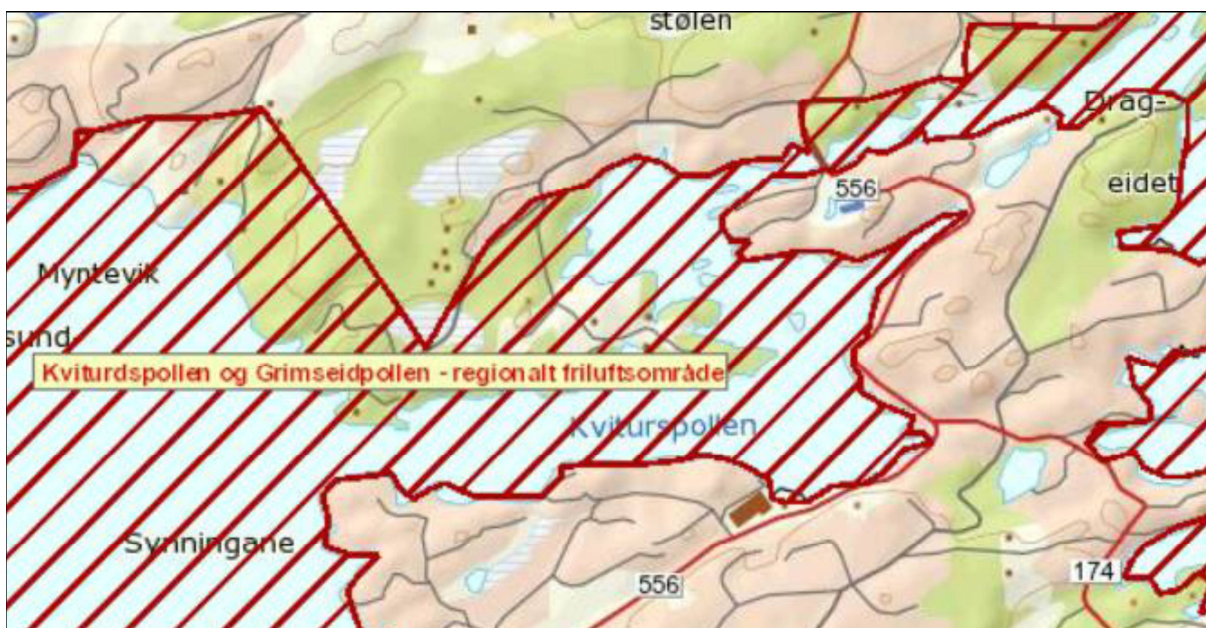 stølen
Drag-
556
eidet
Myntevik
sund-
Kviturdspollen og Grimseidpollen - regionalt friluftsområde
Kviturspollen
Synningane
556
174